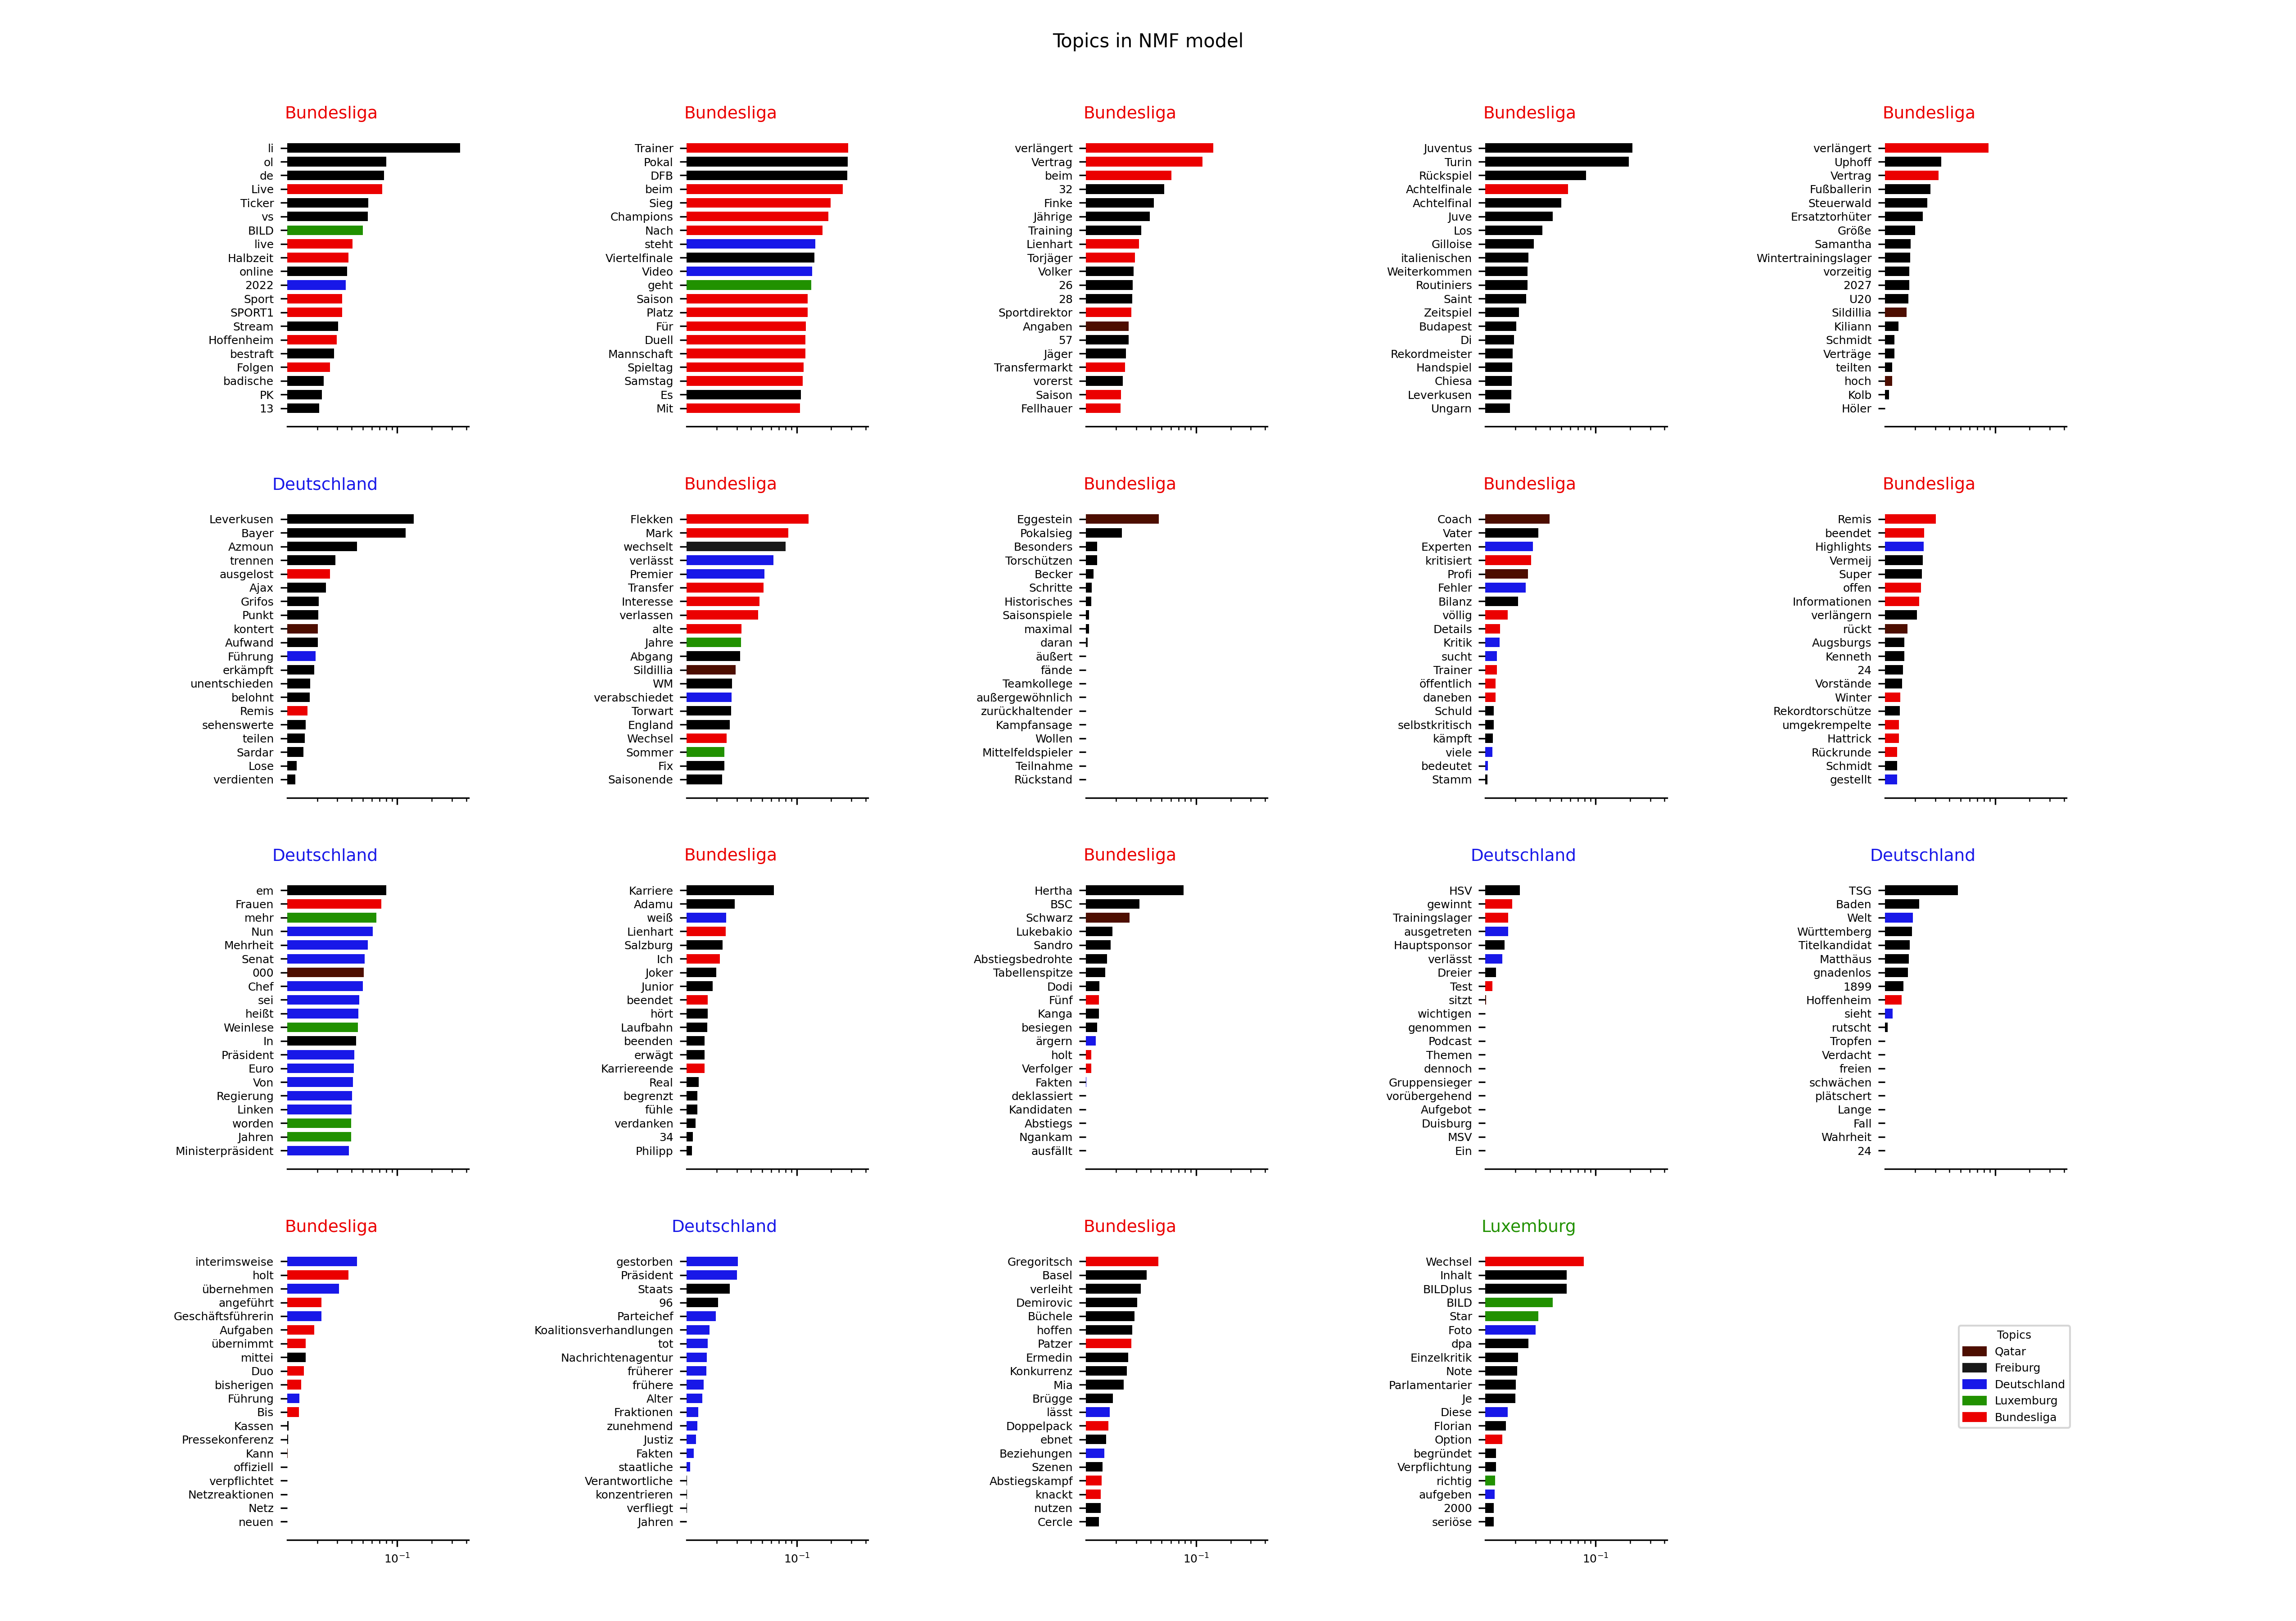 Topics in NMF model
Bundesliga
li
ol
de
Live
Ticker
vs
BILD
live
Halbzeit
online
2022
Sport
SPORT1
Stream
Hoffenheim
bestraft
Folgen
badische
PK
13
Bundesliga
Trainer
Pokal
DFB
beim
Sieg
Champions
Nach
steht
Viertelfinale
Video
geht
Saison
Platz
Für
Duell
Mannschaft
Spieltag
Samstag
Es
Mit
Bundesliga
verlängert
Vertrag
beim
32
Finke
Jährige
Training
Lienhart
Torjäger
Volker
26
28
Sportdirektor
Angaben
57
Jäger
Transfermarkt
vorerst
Saison
Fellhauer
Bundesliga
Juventus
Turin
Rückspiel
Achtelfinale
Achtelfinal
Juve
Los
Gilloise
italienischen
Weiterkommen
Routiniers
Saint
Zeitspiel
Budapest
Di
Rekordmeister
Handspiel
Chiesa
Leverkusen
Ungarn
Bundesliga
verlängert
Uphoff
Vertrag
Fußballerin
Steuerwald
Ersatztorhüter
Größe
Samantha
Wintertrainingslager
vorzeitig
2027
U20
Sildillia
Kiliann
Schmidt
Verträge
teilten
hoch
Kolb
Höler
Deutschland
Leverkusen
Bayer
Azmoun
trennen
ausgelost
Ajax
Grifos
Punkt
kontert
Aufwand
Führung
erkämpft
unentschieden
belohnt
Remis
sehenswerte
teilen
Sardar
Lose
verdienten
Bundesliga
Flekken
Mark
wechselt
verlässt
Premier
Transfer
Interesse
verlassen
alte
Jahre
Abgang
Sildillia
WM
verabschiedet
Torwart
England
Wechsel
Sommer
Fix
Saisonende
Bundesliga
Eggestein
Pokalsieg
Besonders
Torschützen
Becker
Schritte
Historisches
Saisonspiele
maximal
daran
äußert
fände
Teamkollege
außergewöhnlich
zurückhaltender
Kampfansage
Wollen
Mittelfeldspieler
Teilnahme
Rückstand
Bundesliga
Coach
Vater
Experten
kritisiert
Profi
Fehler
Bilanz
völlig
Details
Kritik
sucht
Trainer
öffentlich
daneben
Schuld
selbstkritisch
kämpft
viele
bedeutet
Stamm
Bundesliga
Remis
beendet
Highlights
Vermeij
Super
offen
Informationen
verlängern
rückt
Augsburgs
Kenneth
24
Vorstände
Winter
Rekordtorschütze
umgekrempelte
Hattrick
Rückrunde
Schmidt
gestellt
Deutschland
em
Frauen
mehr
Nun
Mehrheit
Senat
000
Chef
sei
heißt
Weinlese
In
Präsident
Euro
Von
Regierung
Linken
worden
Jahren
Ministerpräsident
Bundesliga
Karriere
Adamu
weiß
Lienhart
Salzburg
Ich
Joker
Junior
beendet
hört
Laufbahn
beenden
erwägt
Karriereende
Real
begrenzt
fühle
verdanken
34
Philipp
Bundesliga
Hertha
BSC
Schwarz
Lukebakio
Sandro
Abstiegsbedrohte
Tabellenspitze
Dodi
Fünf
Kanga
besiegen
ärgern
holt
Verfolger
Fakten
deklassiert
Kandidaten
Abstiegs
Ngankam
ausfällt
Deutschland
HSV
gewinnt
Trainingslager
ausgetreten
Hauptsponsor
verlässt
Dreier
Test
sitzt
wichtigen
genommen
Podcast
Themen
dennoch
Gruppensieger
vorübergehend
Aufgebot
Duisburg
MSV
Ein
Deutschland
TSG
Baden
Welt
Württemberg
Titelkandidat
Matthäus
gnadenlos
1899
Hoffenheim
sieht
rutscht
Tropfen
Verdacht
freien
schwächen
plätschert
Lange
Fall
Wahrheit
24
Bundesliga
interimsweise
holt
übernehmen
angeführt
Geschäftsführerin
Aufgaben
übernimmt
mittei
Duo
bisherigen
Führung
Bis
Kassen
Pressekonferenz
Kann
offiziell
verpflichtet
Netzreaktionen
Netz
neuen
10⁻¹
Deutschland
gestorben
Präsident
Staats
96
Parteichef
Koalitionsverhandlungen
tot
Nachrichtenagentur
früherer
frühere
Alter
Fraktionen
zunehmend
Justiz
Fakten
staatliche
Verantwortliche
konzentrieren
verfliegt
Jahren
10⁻¹
Bundesliga
Gregoritsch
Basel
verleiht
Demirovic
Büchele
hoffen
Patzer
Ermedin
Konkurrenz
Mia
Brügge
lässt
Doppelpack
ebnet
Beziehungen
Szenen
Abstiegskampf
knackt
nutzen
Cercle
10⁻¹
Luxemburg
Wechsel
Inhalt
BILDplus
BILD
Star
Foto
dpa
Einzelkritik
Note
Parlamentarier
Je
Diese
Florian
Option
begründet
Verpflichtung
richtig
aufgeben
2000
seriöse
10⁻¹
Topics
Qatar
Freiburg
Deutschland
Luxemburg
Bundesliga